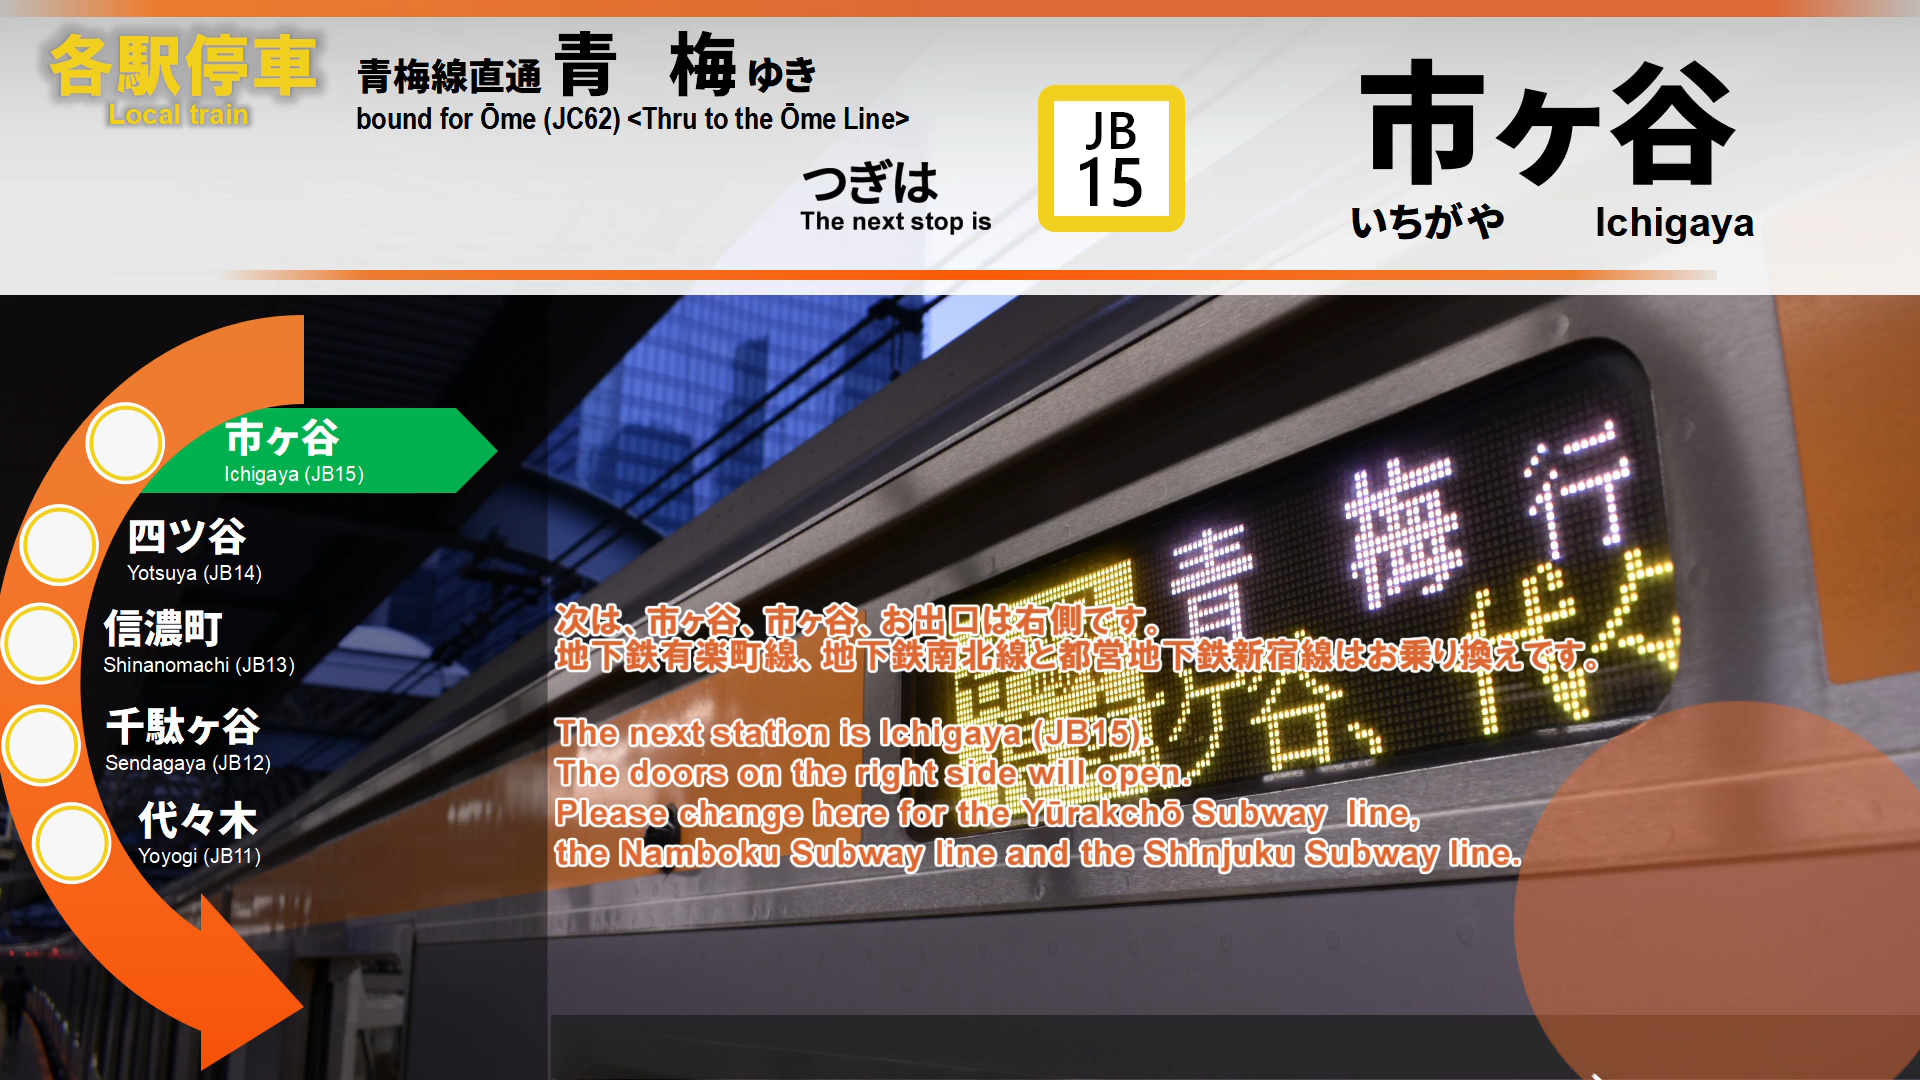 各駅停車
Local train
青梅線直通 青 梅 ゆき
bound for Ōme (JC62) <Thru to the Ōme Line>
つぎは
The next stop is
JB
15
市ヶ谷
いちがや Ichigaya
市ヶ谷
Ichigaya (JB15)
四ツ谷
Yotsuya (JB14)
信濃町
Shinanomachi (JB13)
千駄ヶ谷
Sendagaya (JB12)
代々木
Yoyogi (JB11)
青 梅 行
ケ谷、 代々
次は、市ヶ谷、市ヶ谷、お出口は右側です。
地下鉄有楽町線、地下鉄南北線と都営地下鉄新宿線はお乗り換えです。
The next station is Ichigaya (JB15).
The doors on the right side will open.
Please change here for the Yūrakchō Subway line,
the Namboku Subway line and the Shinjuku Subway line.